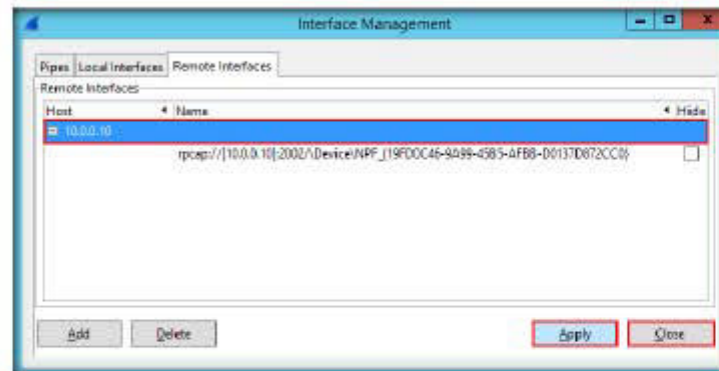 Interface Management
Pipes Local Interfaces Remote Interfaces
Remote Interfaces
Host Name Hide
10.0.0.10
rpcap://[10.0.0.10]:2002/\Device\NPF_{19FD0C46-9A99-45B5-AFBB-D0137D872CC0}
Add Delete Apply Close